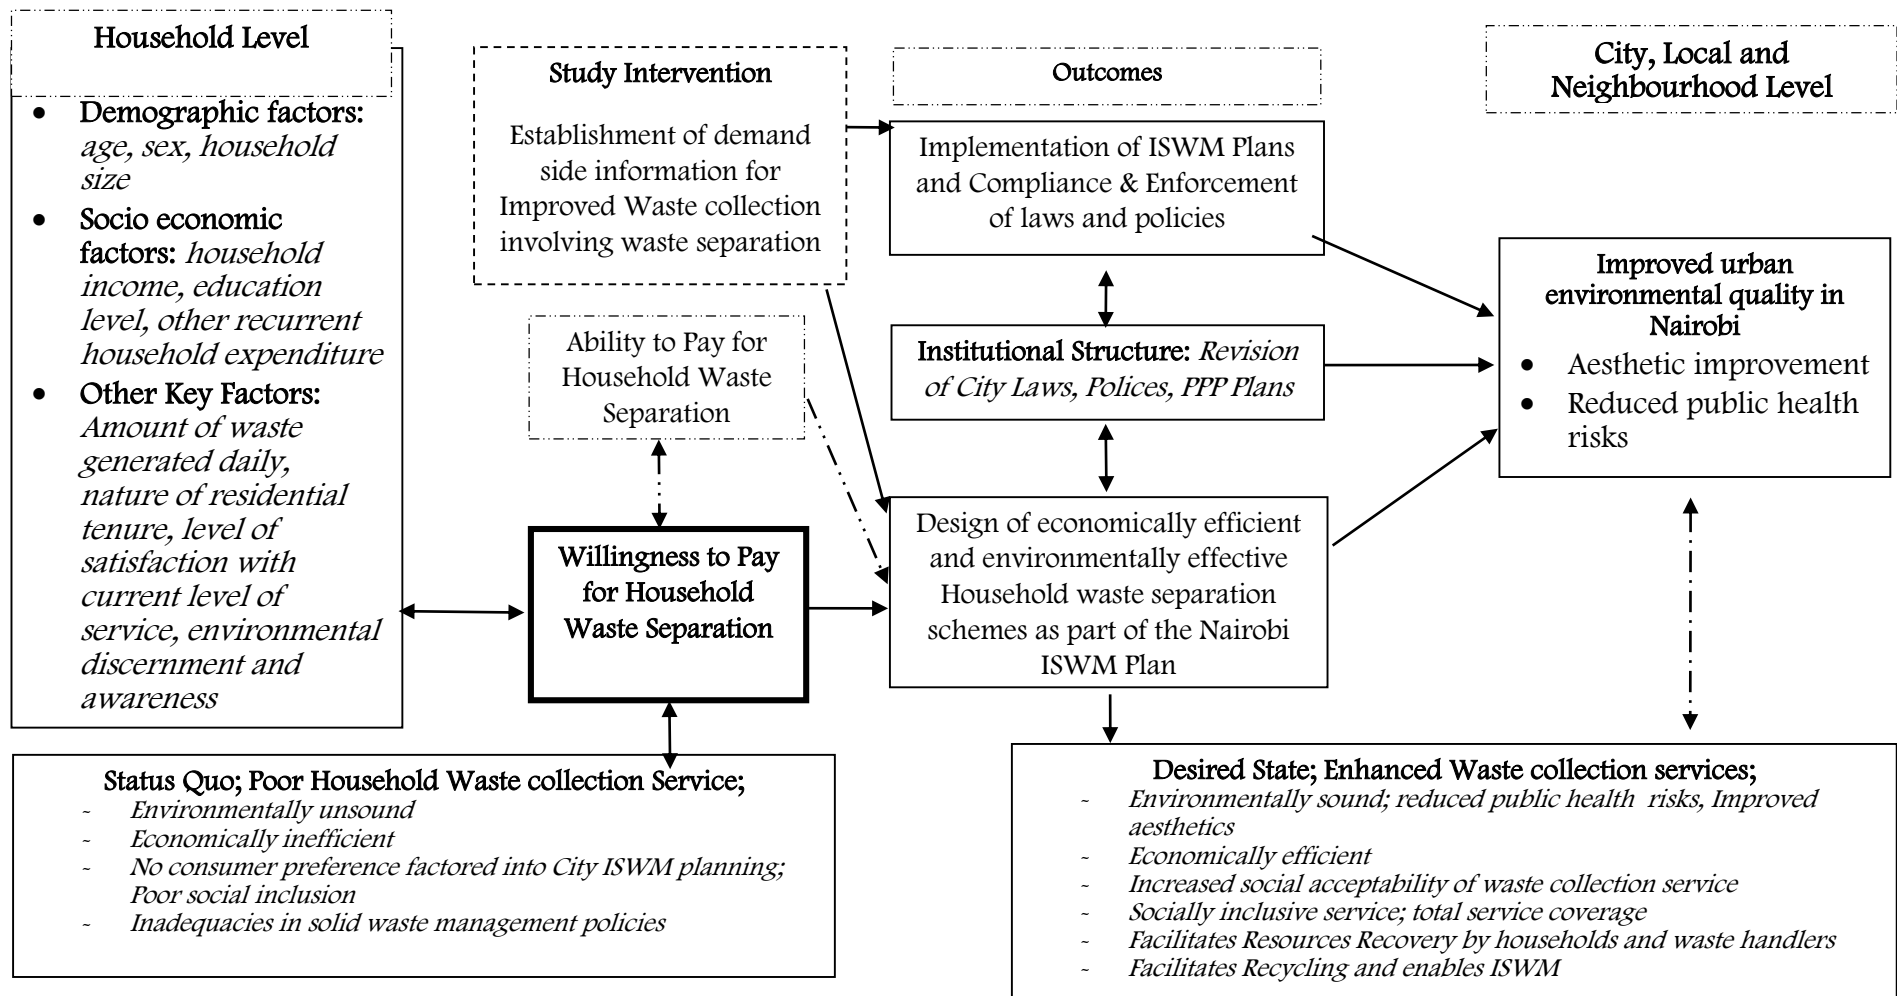 Household Level
• Demographic factors:
age, sex, household
size
• Socio economic
factors: household
income, education
level, other recurrent
household expenditure
• Other Key Factors:
Amount of waste
generated daily,
nature of residential
tenure, level of
satisfaction with
current level of
service, environmental
discernment and
awareness
Study Intervention
Establishment of demand
side information for
Improved Waste collection
involving waste separation
Ability to Pay for
Household Waste
Separation
Willingness to Pay
for Household
Waste Separation
Outcomes
Implementation of ISWM Plans
and Compliance & Enforcement
of laws and policies
Institutional Structure: Revision
of City Laws, Polices, PPP Plans
Design of economically efficient
and environmentally effective
Household waste separation
schemes as part of the Nairobi
ISWM Plan
City, Local and
Neighbourhood Level
Improved urban
environmental quality in
Nairobi
• Aesthetic improvement
• Reduced public health
risks
Status Quo; Poor Household Waste collection Service;
- Environmentally unsound
- Economically inefficient
- No consumer preference factored into City ISWM planning;
Poor social inclusion
- Inadequacies in solid waste management policies
Desired State; Enhanced Waste collection services;
- Environmentally sound; reduced public health risks, Improved
aesthetics
- Economically efficient
- Increased social acceptability of waste collection service
- Socially inclusive service; total service coverage
- Facilitates Resources Recovery by households and waste handlers
- Facilitates Recycling and enables ISWM